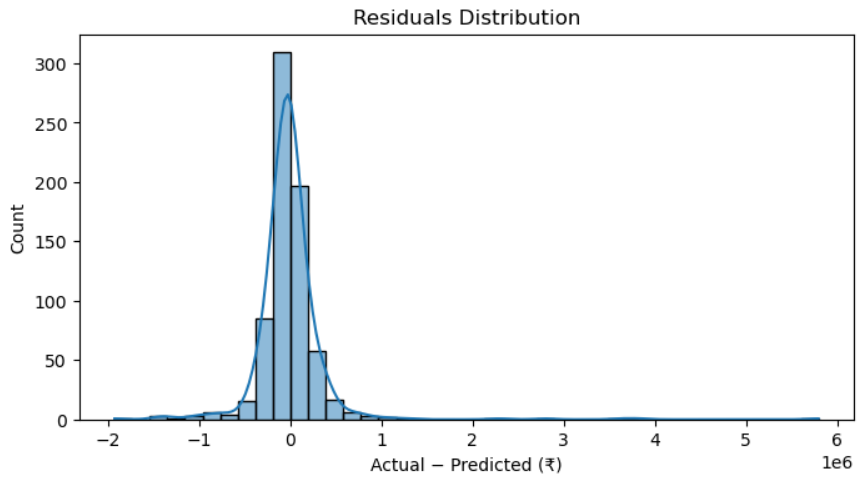 Residuals Distribution
300
250
200
150
100
50
0
Count
−2 −1 0 1 2 3 4 5 6
1e6
Actual − Predicted (₹)